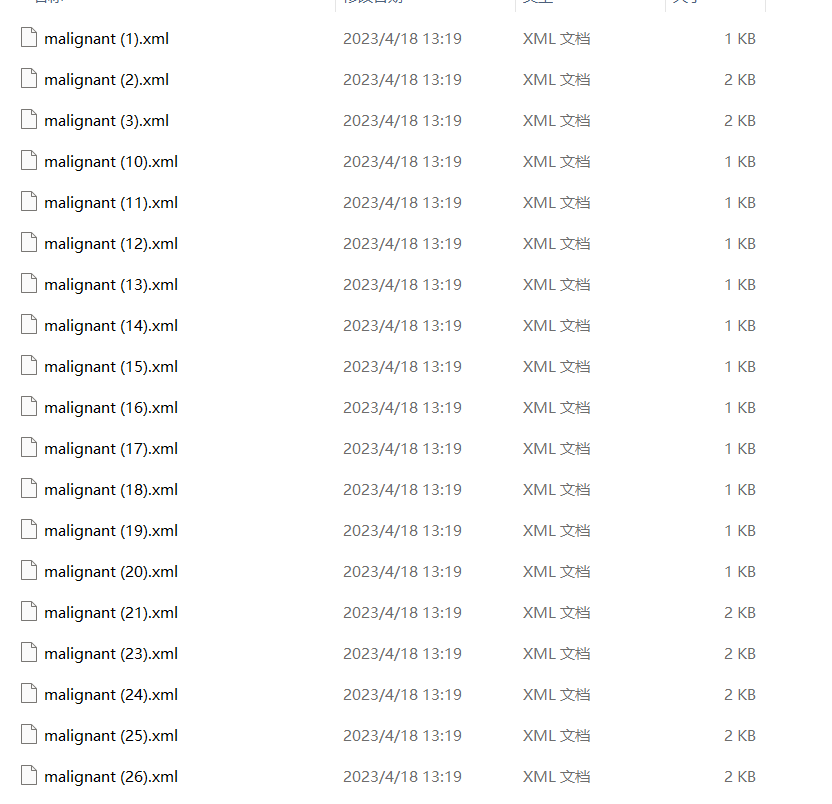 malignant (1).xml 2023/4/18 13:19 XML 文档 1 KB
malignant (2).xml 2023/4/18 13:19 XML 文档 2 KB
malignant (3).xml 2023/4/18 13:19 XML 文档 2 KB
malignant (10).xml 2023/4/18 13:19 XML 文档 1 KB
malignant (11).xml 2023/4/18 13:19 XML 文档 1 KB
malignant (12).xml 2023/4/18 13:19 XML 文档 1 KB
malignant (13).xml 2023/4/18 13:19 XML 文档 1 KB
malignant (14).xml 2023/4/18 13:19 XML 文档 1 KB
malignant (15).xml 2023/4/18 13:19 XML 文档 1 KB
malignant (16).xml 2023/4/18 13:19 XML 文档 1 KB
malignant (17).xml 2023/4/18 13:19 XML 文档 1 KB
malignant (18).xml 2023/4/18 13:19 XML 文档 1 KB
malignant (19).xml 2023/4/18 13:19 XML 文档 1 KB
malignant (20).xml 2023/4/18 13:19 XML 文档 1 KB
malignant (21).xml 2023/4/18 13:19 XML 文档 2 KB
malignant (23).xml 2023/4/18 13:19 XML 文档 2 KB
malignant (24).xml 2023/4/18 13:19 XML 文档 2 KB
malignant (25).xml 2023/4/18 13:19 XML 文档 2 KB
malignant (26).xml 2023/4/18 13:19 XML 文档 2 KB